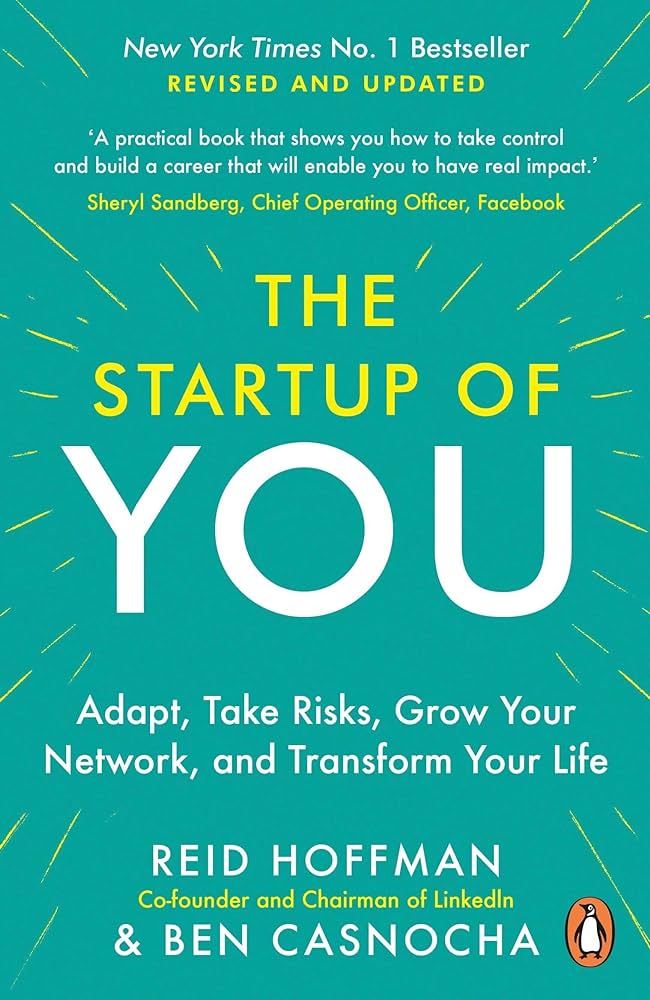 New York Times No. 1 Bestseller
REVISED AND UPDATED
‘A practical book that shows you how to take control
and build a career that will enable you to have real impact.’
Sheryl Sandberg, Chief Operating Officer, Facebook
THE
STARTUP OF
YOU
Adapt, Take Risks, Grow Your
Network, and Transform Your Life
REID HOFFMAN
Co-founder and Chairman of LinkedIn
& BEN CASNOCHA